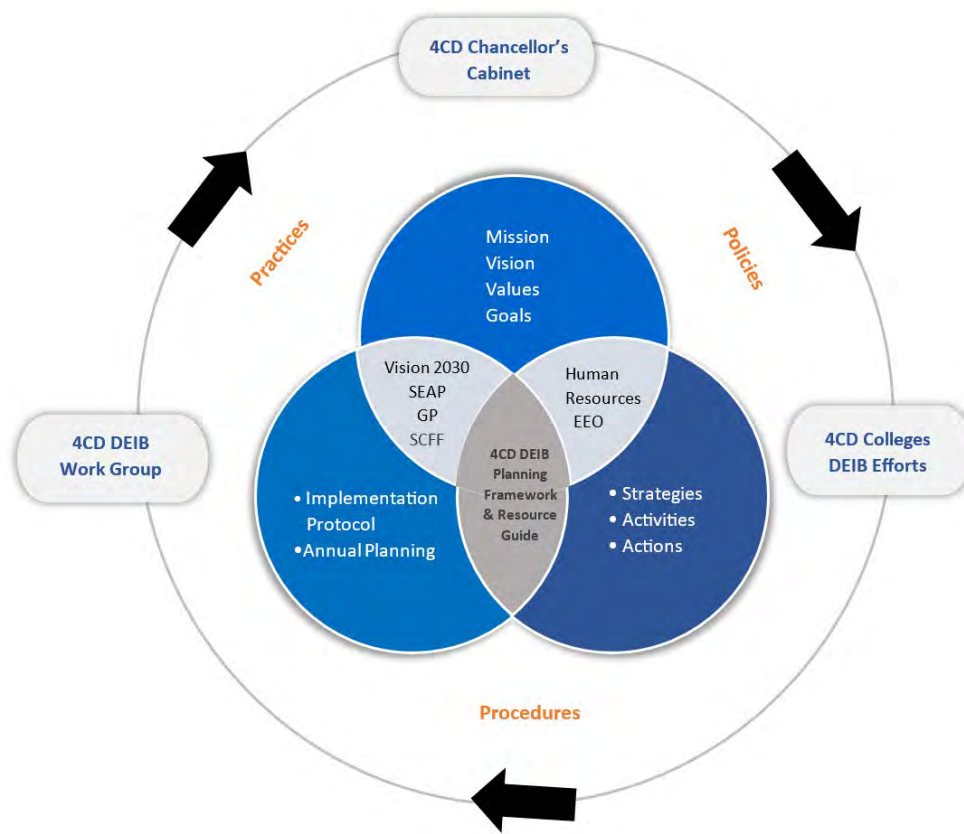 4CD Chancellor's
Cabinet
Practices
Policies
Mission
Vision
Values
Goals
Vision 2030
SEAP
GP
SCFF
Human
Resources
EEO
4CD DEIB
Work Group
4CD Colleges
DEIB Efforts
4CD DEIB
Planning
Framework
& Resource
Guide
• Implementation
Protocol
• Annual Planning
• Strategies
• Activities
• Actions
Procedures